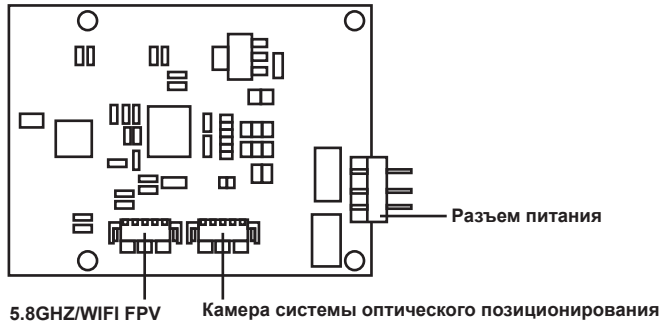 Разъем питания
5.8GHZ/WIFI FPV
Камера системы оптического позиционирования